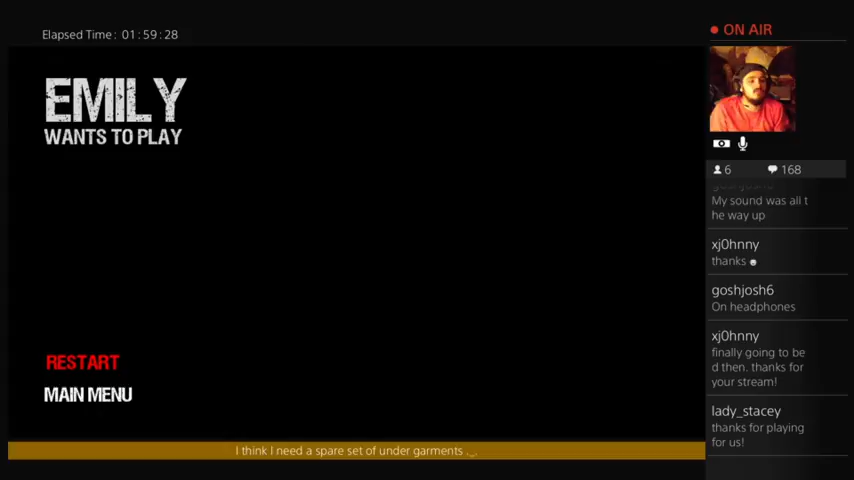 Elapsed Time : 01 : 59 : 28
ON AIR
EMILY
WANTS TO PLAY
6
168
My sound was all t
he way up
xj0hnny
thanks
goshjosh6
On headphones
xj0hnny
finally going to be
d then. thanks for
your stream!
lady_stacey
thanks for playing
for us!
RESTART
MAIN MENU
I think I need a spare set of under garments ._.